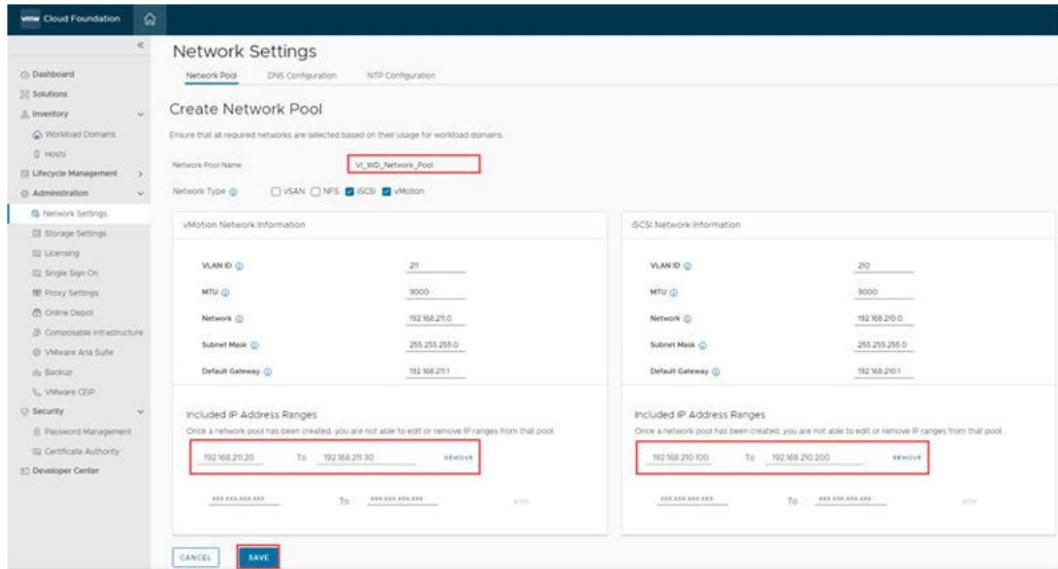 vmw Cloud Foundation
Dashboard
Solutions
Inventory
Workload Domains
Hosts
Lifecycle Management
Administration
Network Settings
Storage Settings
Licensing
Single Sign On
Proxy Settings
Online Depot
Composable Infrastructure
VMware Aria Suite
Backup
VMware CEIP
Security
Password Management
Certificate Authority
Developer Center
Network Settings
Network Pool DNS Configuration NTP Configuration
Create Network Pool
Ensure that all required networks are selected based on their usage for workload domains.
Network Pool Name VI_WD_Network_Pool
Network Type vSAN NFS iSCSI vMotion
vMotion Network Information
VLAN ID 211
MTU 9000
Network 192.168.211.0
Subnet Mask 255.255.255.0
Default Gateway 192.168.211.1
Included IP Address Ranges
Once a network pool has been created, you are not able to edit or remove IP ranges from that pool.
192.168.211.20 To 192.168.211.30 REMOVE
xxx.xxx.xxx.xxx To xxx.xxx.xxx.xxx ADD
iSCSI Network Information
VLAN ID 210
MTU 9000
Network 192.168.210.0
Subnet Mask 255.255.255.0
Default Gateway 192.168.210.1
Included IP Address Ranges
Once a network pool has been created, you are not able to edit or remove IP ranges from that pool.
192.168.210.100 To 192.168.210.200 REMOVE
xxx.xxx.xxx.xxx To xxx.xxx.xxx.xxx ADD
CANCEL SAVE